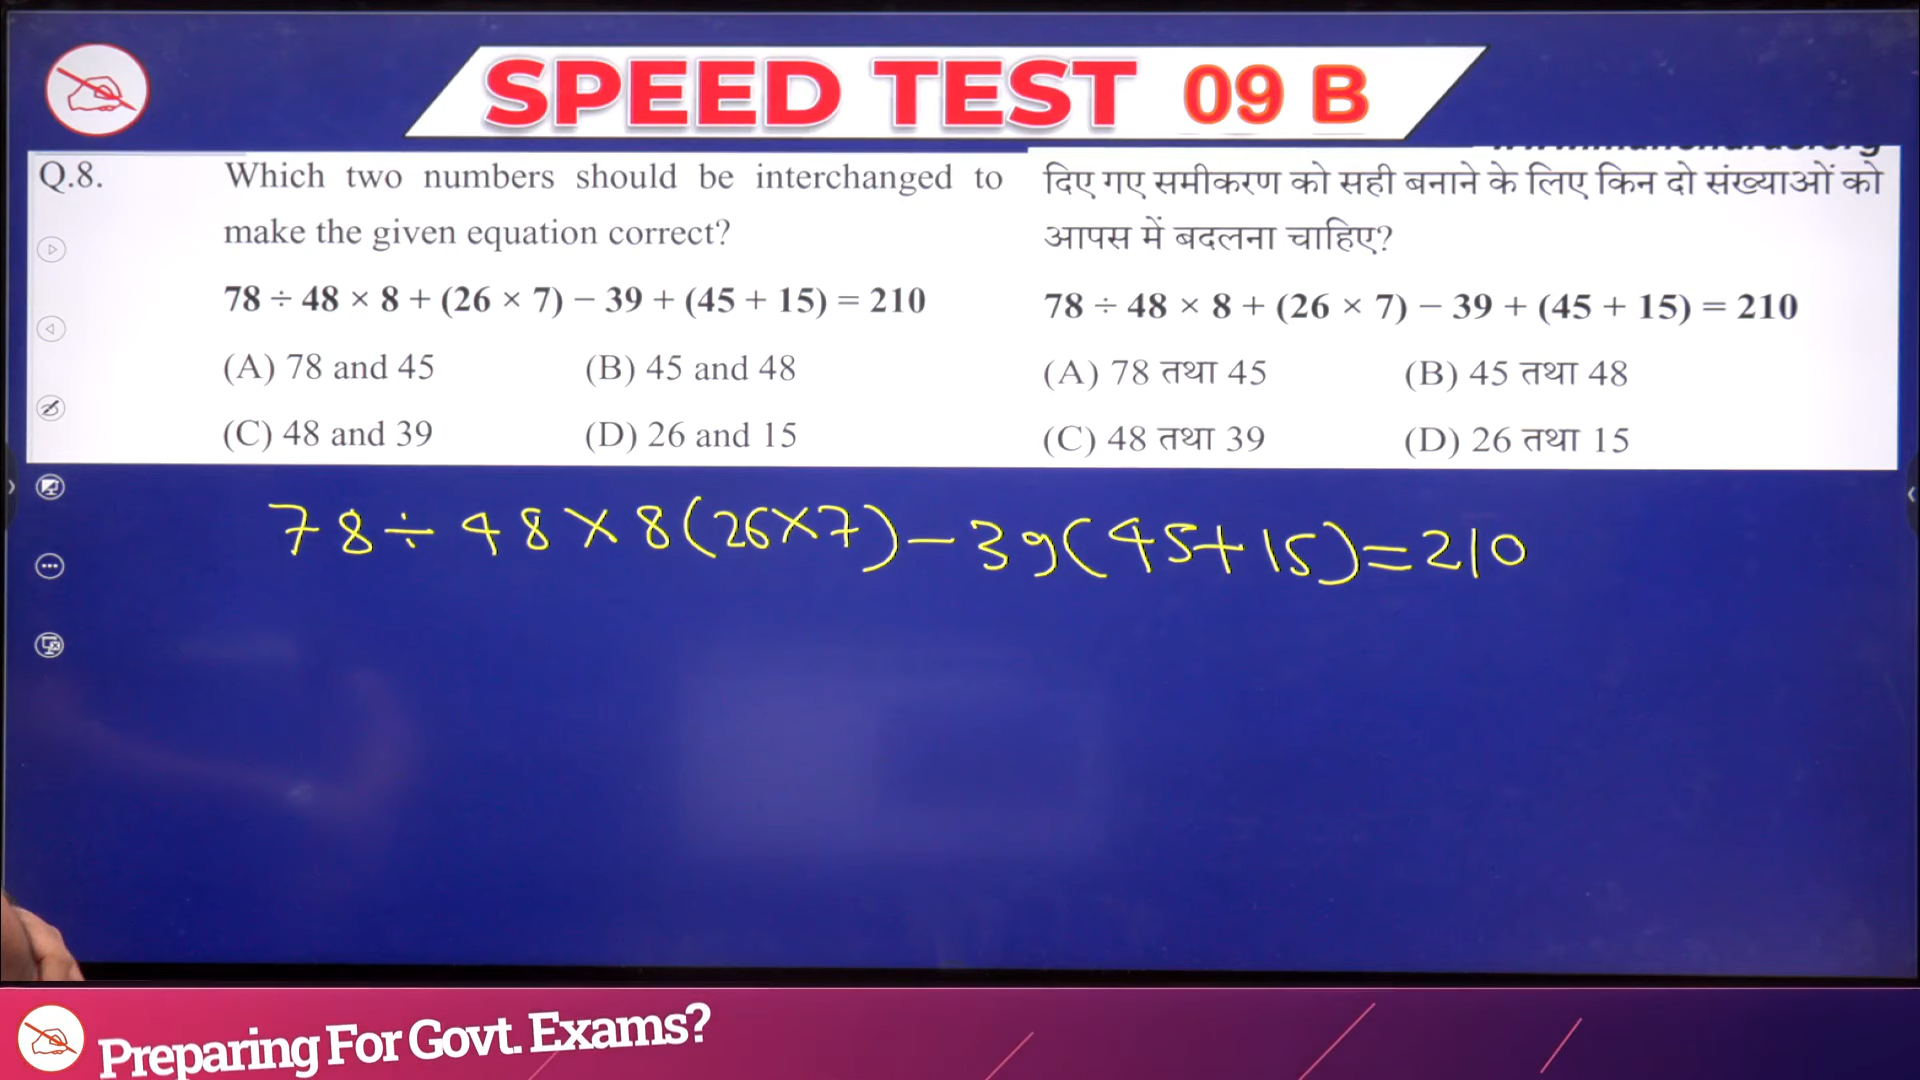 SPEED TEST 09 B
Q.8.
Which two numbers should be interchanged to
make the given equation correct?
78 ÷ 48 × 8 + (26 × 7) − 39 + (45 + 15) = 210
(A) 78 and 45 (B) 45 and 48
(C) 48 and 39 (D) 26 and 15
दिए गए समीकरण को सही बनाने के लिए किन दो संख्याओं को
आपस में बदलना चाहिए?
78 ÷ 48 × 8 + (26 × 7) − 39 + (45 + 15) = 210
(A) 78 तथा 45 (B) 45 तथा 48
(C) 48 तथा 39 (D) 26 तथा 15
78÷48×8(26×7)−39(45+15)=210
Preparing For Govt. Exams?